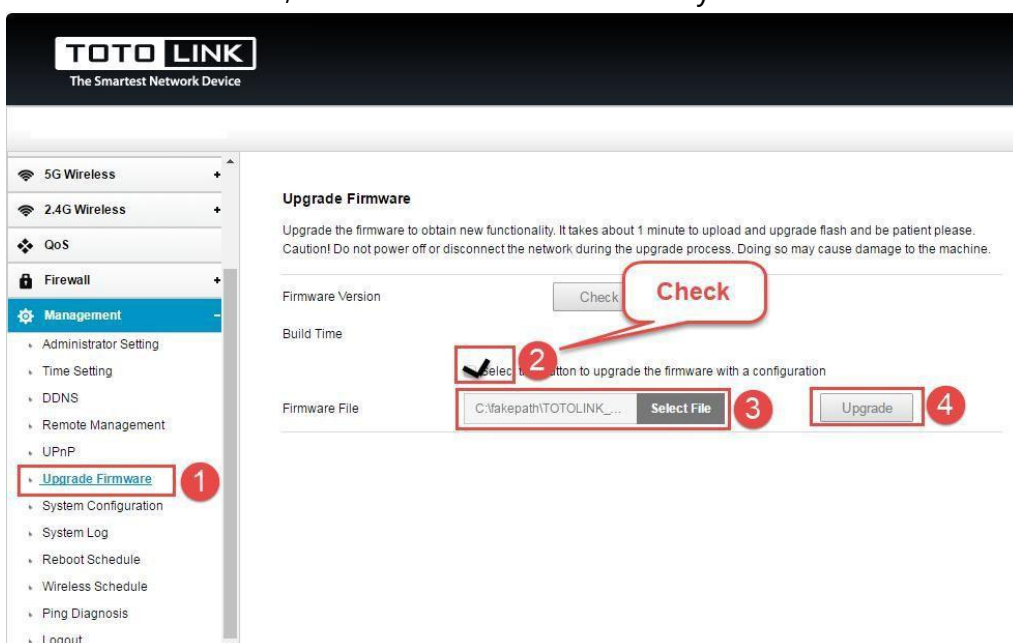 TOTO LINK
The Smartest Network Device
5G Wireless +
2.4G Wireless +
QoS
Firewall +
Management -
Administrator Setting
Time Setting
DDNS
Remote Management
UPnP
Upgrade Firmware 1
System Configuration
System Log
Reboot Schedule
Wireless Schedule
Ping Diagnosis
Logout
Upgrade Firmware
Upgrade the firmware to obtain new functionality. It takes about 1 minute to upload and upgrade flash and be patient please.
Caution! Do not power off or disconnect the network during the upgrade process. Doing so may cause damage to the machine.
Firmware Version Check
Check
Build Time
2
to upgrade the firmware with a configuration
Firmware File C:\fakepath\TOTOLINK_... Select File 3 Upgrade 4